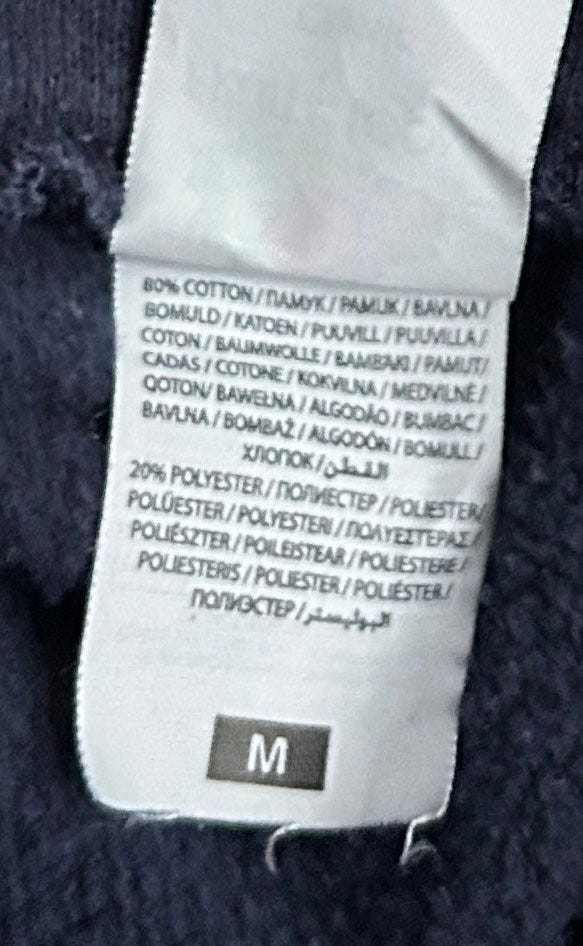 80% COTTON / ПАМУК / PAMUK / BAVLNA /
BOMULD / KATOEN / PUUVILL / PUUVILLA /
COTON / BAUMWOLLE / ΒΑΜΒΑΚΙ / PAMUT/
CADAS / COTONE / KOKVILNA / MEDVILNĖ /
QOTON/ BAWEŁNA / ALGODÃO / BUMBAC /
BAVLNA / BOMBAŽ / ALGODÓN / BOMULL /
ХЛОПОК / القطن
20% POLYESTER / ПОЛИЕСТЕР / POLIESTER/
POLÜESTER / POLYESTERI / ΠΟΛΥΕΣΤΕΡΑΣ /
POLIÉSZTER / POILEISTEAR / POLIESTERE /
POLIESTERIS / POLIESTER / POLIÉSTER /
ПОЛИЭСТЕР / البوليستر
M